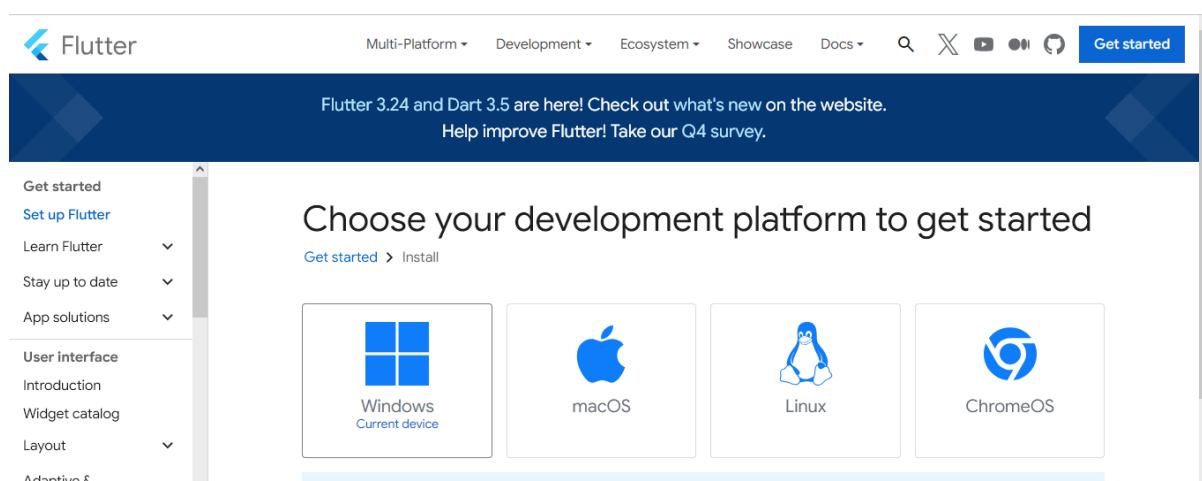 Flutter
Multi-Platform
Development
Ecosystem
Showcase
Docs
Get started
Flutter 3.24 and Dart 3.5 are here! Check out what's new on the website.
Help improve Flutter! Take our Q4 survey.
Get started
Set up Flutter
Learn Flutter
Stay up to date
App solutions
User interface
Introduction
Widget catalog
Layout
Adaptive &
Choose your development platform to get started
Get started > Install
Windows
Current device
macOS
Linux
ChromeOS